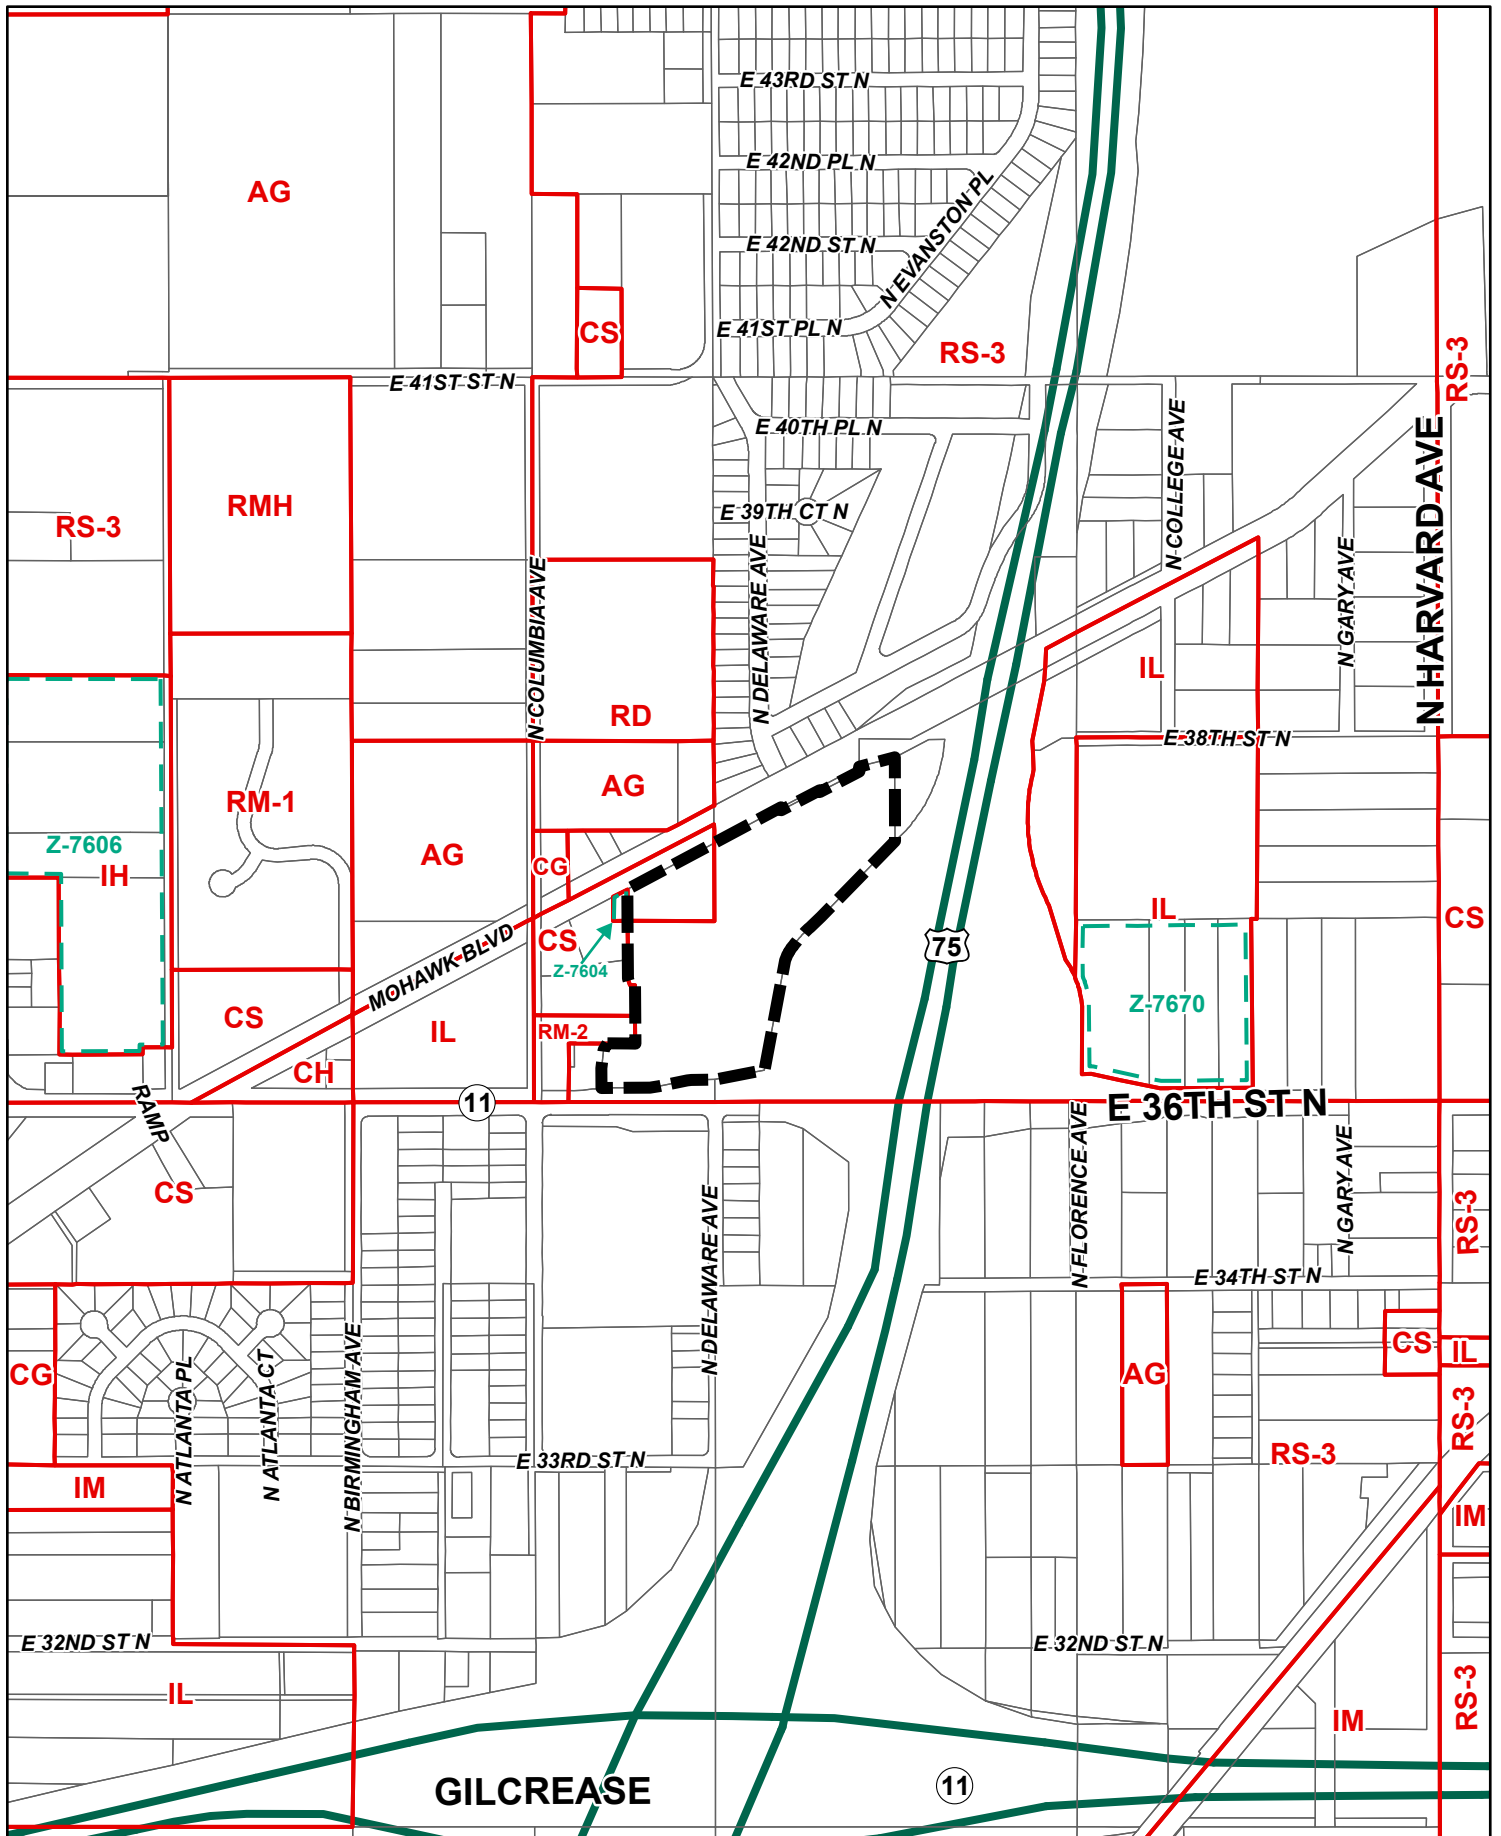 E 43RD ST N
E 42ND PL N
AG
N EVANSTON PL
E 42ND ST N
E 41ST PL N
CS
RS-3
RS-3
E 41ST ST N
E 40TH PL N
N COLLEGE AVE
N HARVARD AVE
RMH
E 39TH CT N
RS-3
N COLUMBIA AVE
N DELAWARE AVE
N GARY AVE
IL
RD
E 38TH ST N
AG
RM-1
Z-7606
AG
CG
IH
IL
CS
CS
75
MOHAWK BLVD
Z-7604
Z-7670
CS
IL
RM-2
CH
11
E 36TH ST N
RAMP
N FLORENCE AVE
N GARY AVE
CS
N DELAWARE AVE
RS-3
E 34TH ST N
CS
IL
CG
AG
N ATLANTA PL
N ATLANTA CT
N BIRMINGHAM AVE
RS-3
RS-3
E 33RD ST N
IM
IM
E 32ND ST N
E 32ND ST N
IL
RS-3
IM
GILCREASE
11